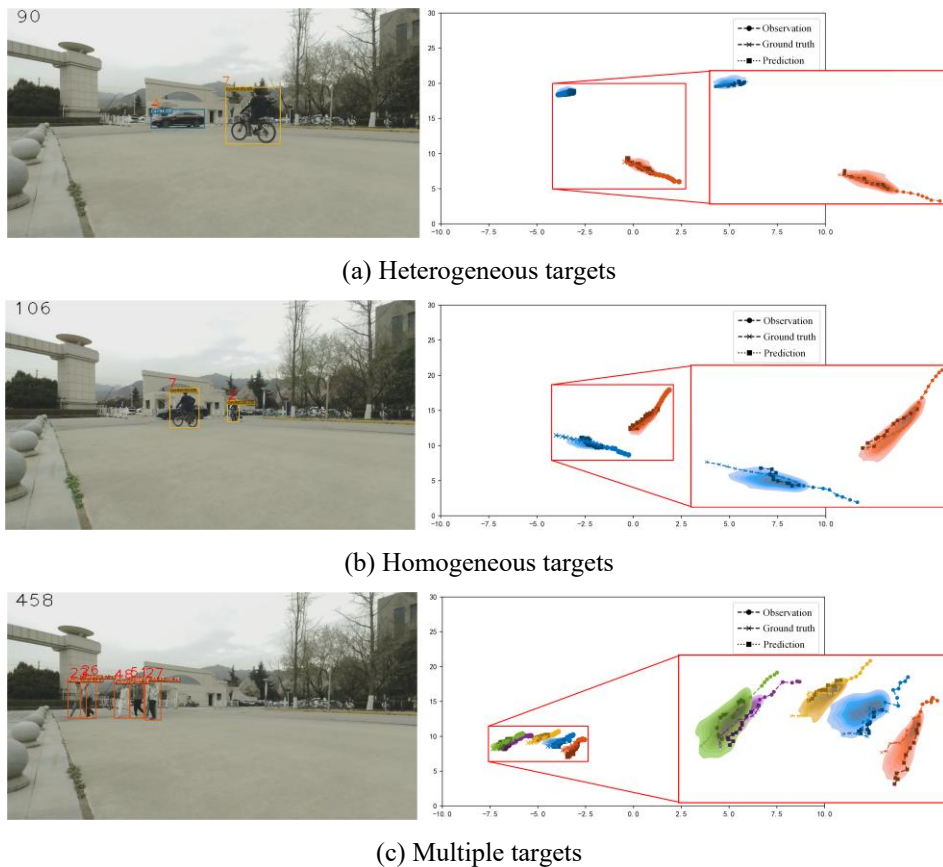 90
7
30
25
20
15
10
5
0
−10.0 −7.5 −5.0 −2.5 0.0 2.5 5.0 7.5 10.0
Observation
Ground truth
Prediction
(a) Heterogeneous targets
106
7
30
25
20
15
10
5
0
−10.0 −7.5 −5.0 −2.5 0.0 2.5 5.0 7.5 10.0
Observation
Ground truth
Prediction
(b) Homogeneous targets
458
30
25
20
15
10
5
0
−10.0 −7.5 −5.0 −2.5 0.0 2.5 5.0 7.5 10.0
Observation
Ground truth
Prediction
(c) Multiple targets